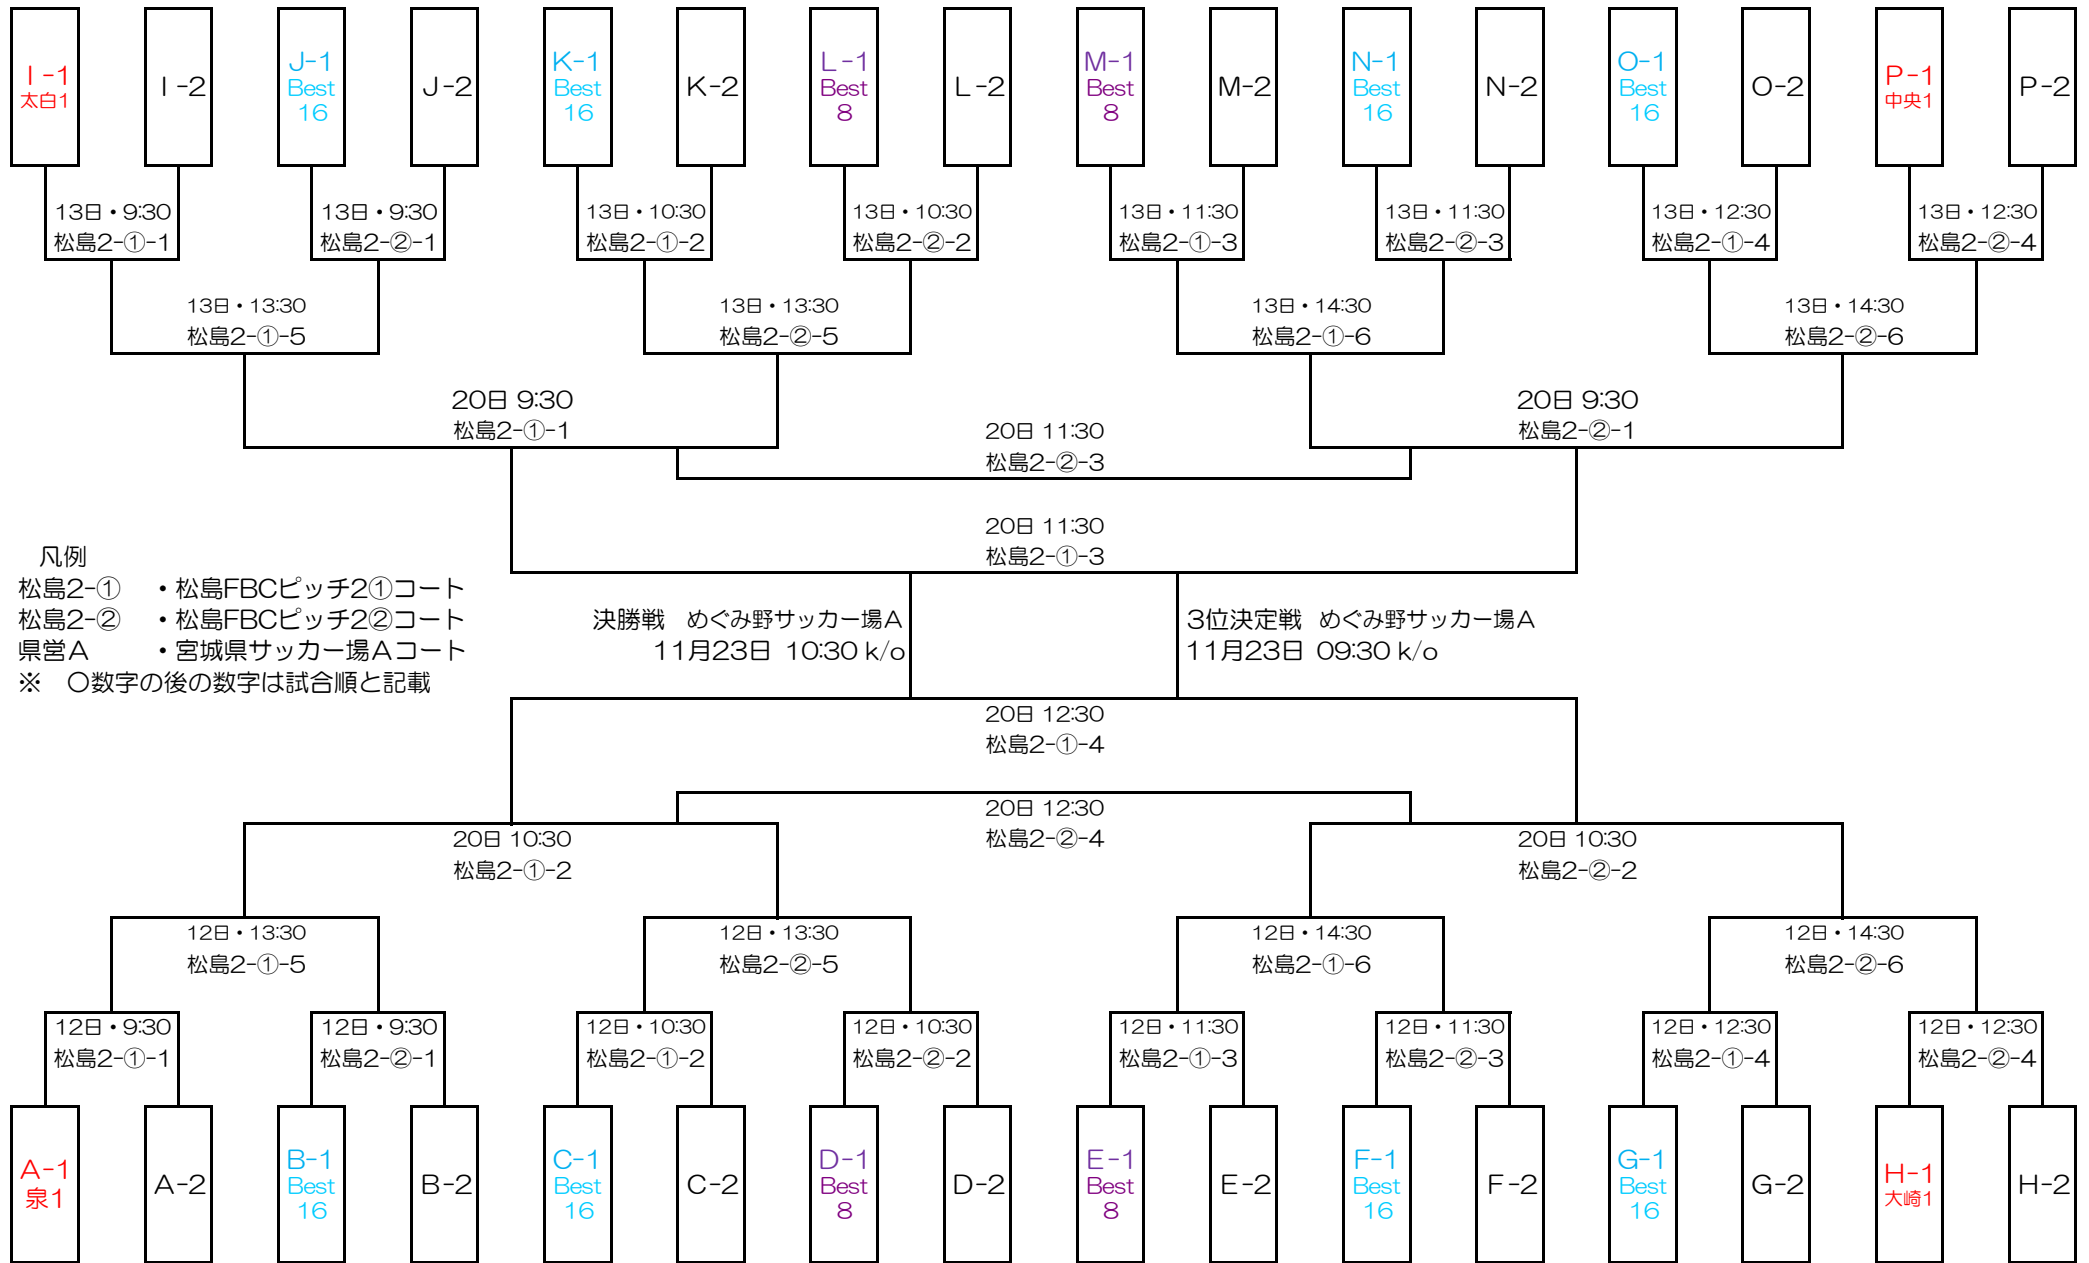 I-1
太白1
I-2
J-1
Best
16
J-2
K-1
Best
16
K-2
L-1
Best
8
L-2
M-1
Best
8
M-2
N-1
Best
16
N-2
O-1
Best
16
O-2
P-1
中央1
P-2
13日・9:30
松島2-①-1
13日・9:30
松島2-②-1
13日・10:30
松島2-①-2
13日・10:30
松島2-②-2
13日・11:30
松島2-①-3
13日・11:30
松島2-②-3
13日・12:30
松島2-①-4
13日・12:30
松島2-②-4
13日・13:30
松島2-①-5
13日・13:30
松島2-②-5
13日・14:30
松島2-①-6
13日・14:30
松島2-②-6
20日 9:30
松島2-①-1
20日 9:30
松島2-②-1
20日 11:30
松島2-②-3
20日 11:30
松島2-①-3
凡例
松島2-① ・松島FBCピッチ2①コート
松島2-② ・松島FBCピッチ2②コート
県営A ・宮城県サッカー場Aコート
※ 〇数字の後の数字は試合順と記載
決勝戦 めぐみ野サッカー場A
11月23日 10:30 k/o
3位決定戦 めぐみ野サッカー場A
11月23日 09:30 k/o
20日 12:30
松島2-①-4
20日 12:30
松島2-②-4
20日 10:30
松島2-①-2
20日 10:30
松島2-②-2
12日・13:30
松島2-①-5
12日・13:30
松島2-②-5
12日・14:30
松島2-①-6
12日・14:30
松島2-②-6
12日・9:30
松島2-①-1
12日・9:30
松島2-②-1
12日・10:30
松島2-①-2
12日・10:30
松島2-②-2
12日・11:30
松島2-①-3
12日・11:30
松島2-②-3
12日・12:30
松島2-①-4
12日・12:30
松島2-②-4
A-1
泉1
A-2
B-1
Best
16
B-2
C-1
Best
16
C-2
D-1
Best
8
D-2
E-1
Best
8
E-2
F-1
Best
16
F-2
G-1
Best
16
G-2
H-1
大崎1
H-2